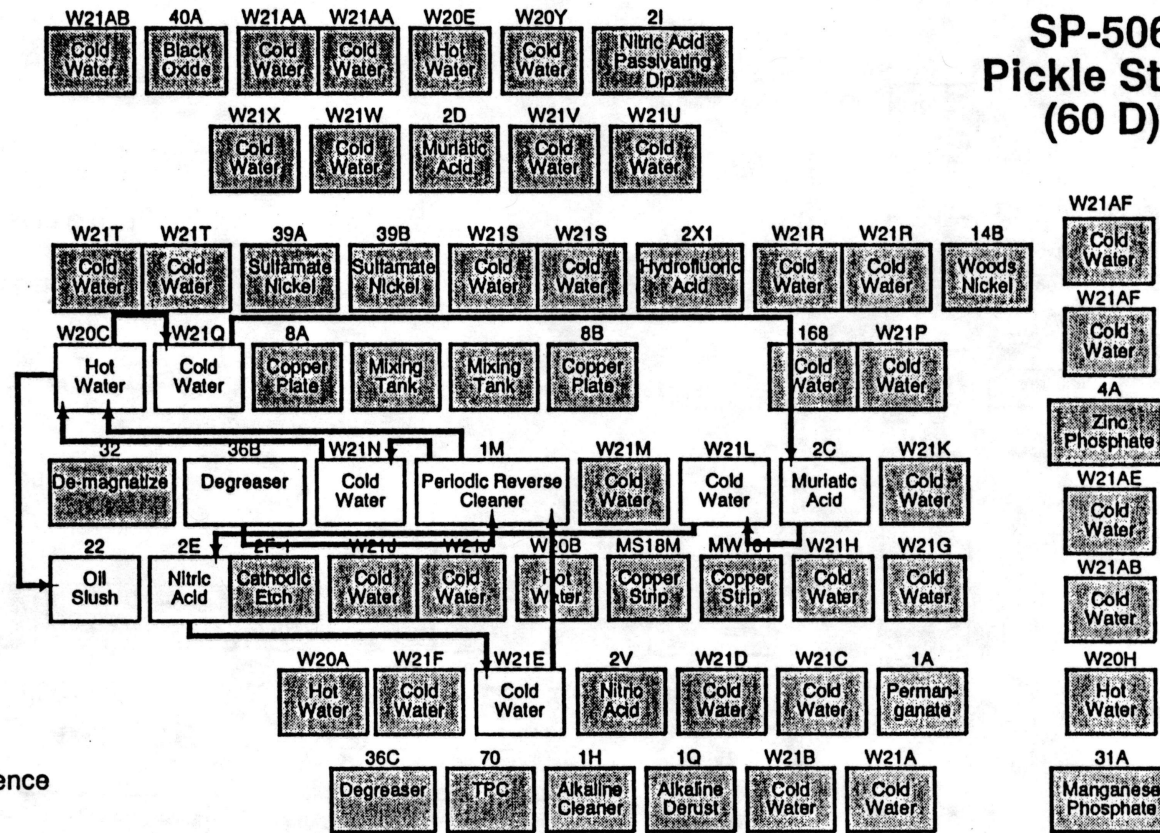 W21AB 40A W21AA W21AA W20E W20Y 2I
Cold Black Cold Cold Hot Cold Nitric Acid
Water Oxide Water Water Water Water Passivating
Dip
SP-506
Pickle St
(60 D)
W21X W21W 2D W21V W21U
Cold Cold Muriatic Cold Cold
Water Water Acid Water Water
W21T W21T 39A 39B W21S W21S 2X1 W21R W21R 14B
Cold Cold Sulfamate Sulfamate Cold Cold Hydrofluoric Cold Cold Woods
Water Water Nickel Nickel Water Water Acid Water Water Nickel
W20C W21Q 8A 8B 168 W21P
Hot Cold Copper Mixing Mixing Copper Cold Cold
Water Water Plate Tank Tank Plate Water Water
32 36B W21N 1M W21M W21L 2C W21K
De-magnatize Degreaser Cold Periodic Reverse Cold Cold Muriatic Cold
Water Cleaner Water Water Acid Water
22 2E 2F-1 W21J W21J W20B MS18M MW181 W21H W21G
Oil Nitric Cathodic Cold Cold Hot Copper Copper Cold Cold
Slush Acid Etch Water Water Water Strip Strip Water Water
W20A W21F W21E 2V W21D W21C 1A
Hot Cold Cold Nitric Cold Cold Perman-
Water Water Water Acid Water Water ganate
36C 70 1H 1Q W21B W21A
Degreaser TPC Alkaline Alkaline Cold Cold
Cleaner Derust Water Water
ence
W21AF
Cold
Water
W21AF
Cold
Water
4A
Zinc
Phosphate
W21AE
Cold
Water
W21AB
Cold
Water
W20H
Hot
Water
31A
Manganese
Phosphate